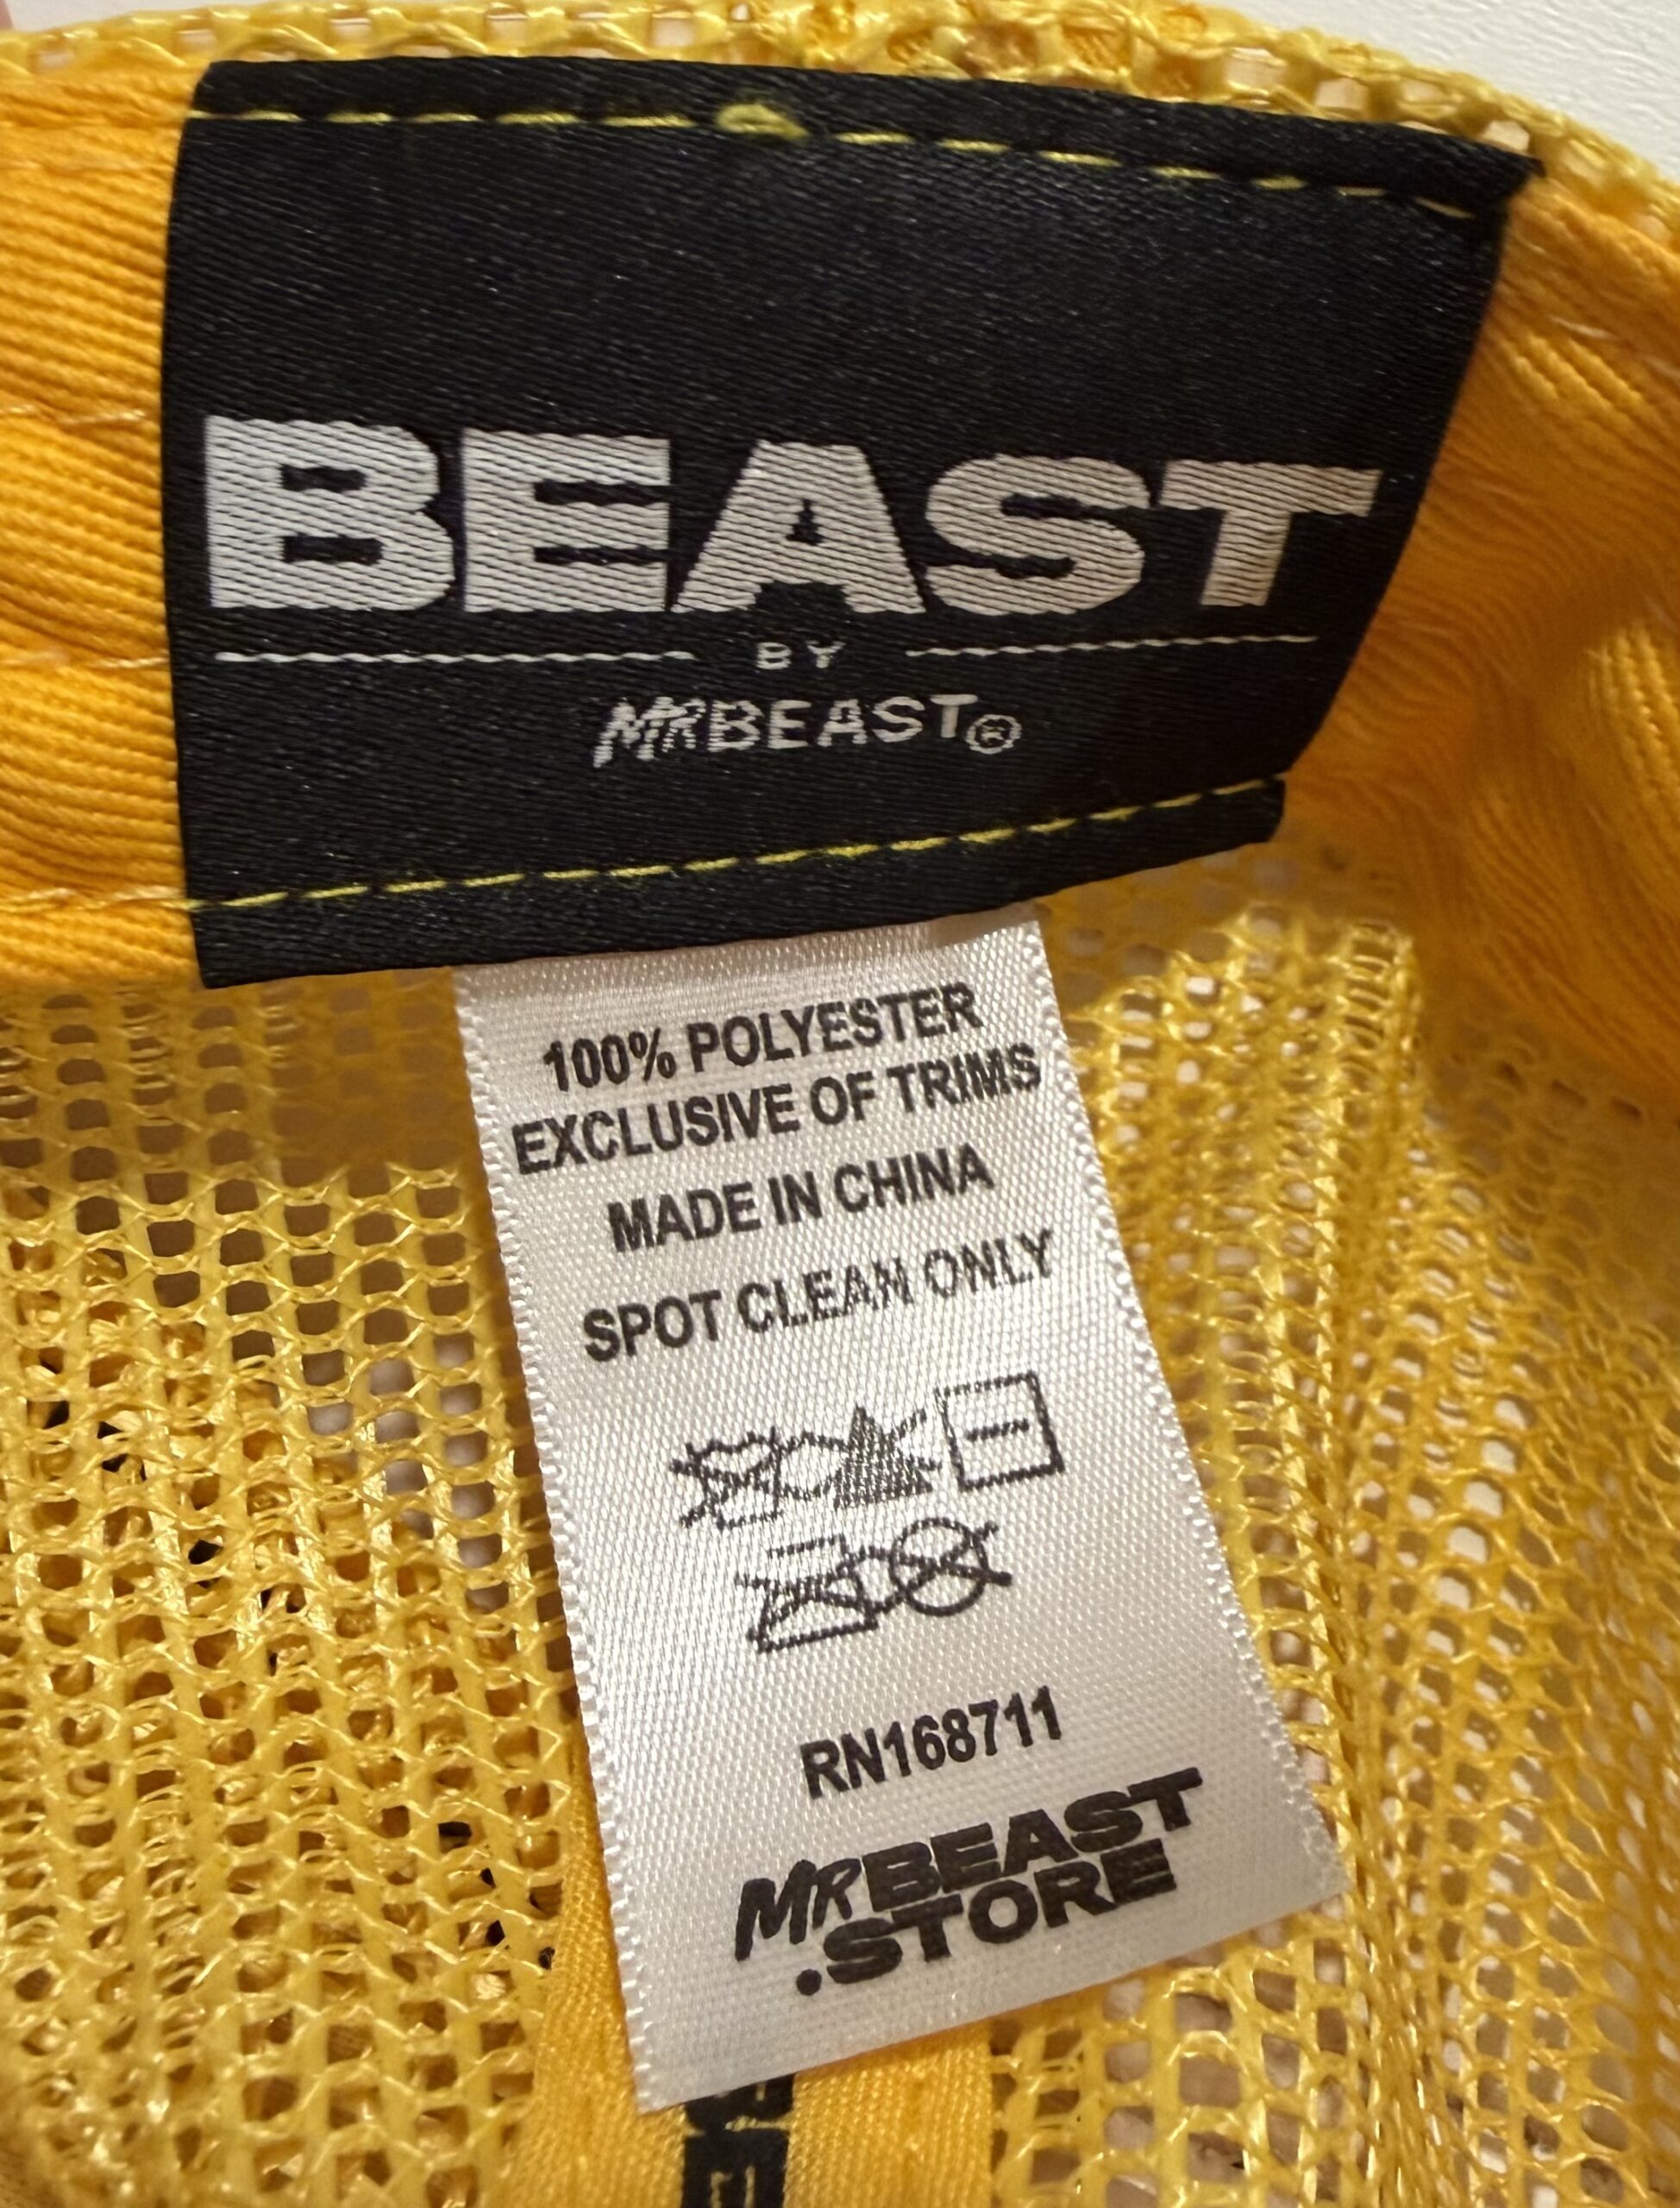 BEAST
BY
MRBEAST®
100% POLYESTER
EXCLUSIVE OF TRIMS
MADE IN CHINA
SPOT CLEAN ONLY
RN168711
MRBEAST
.STORE